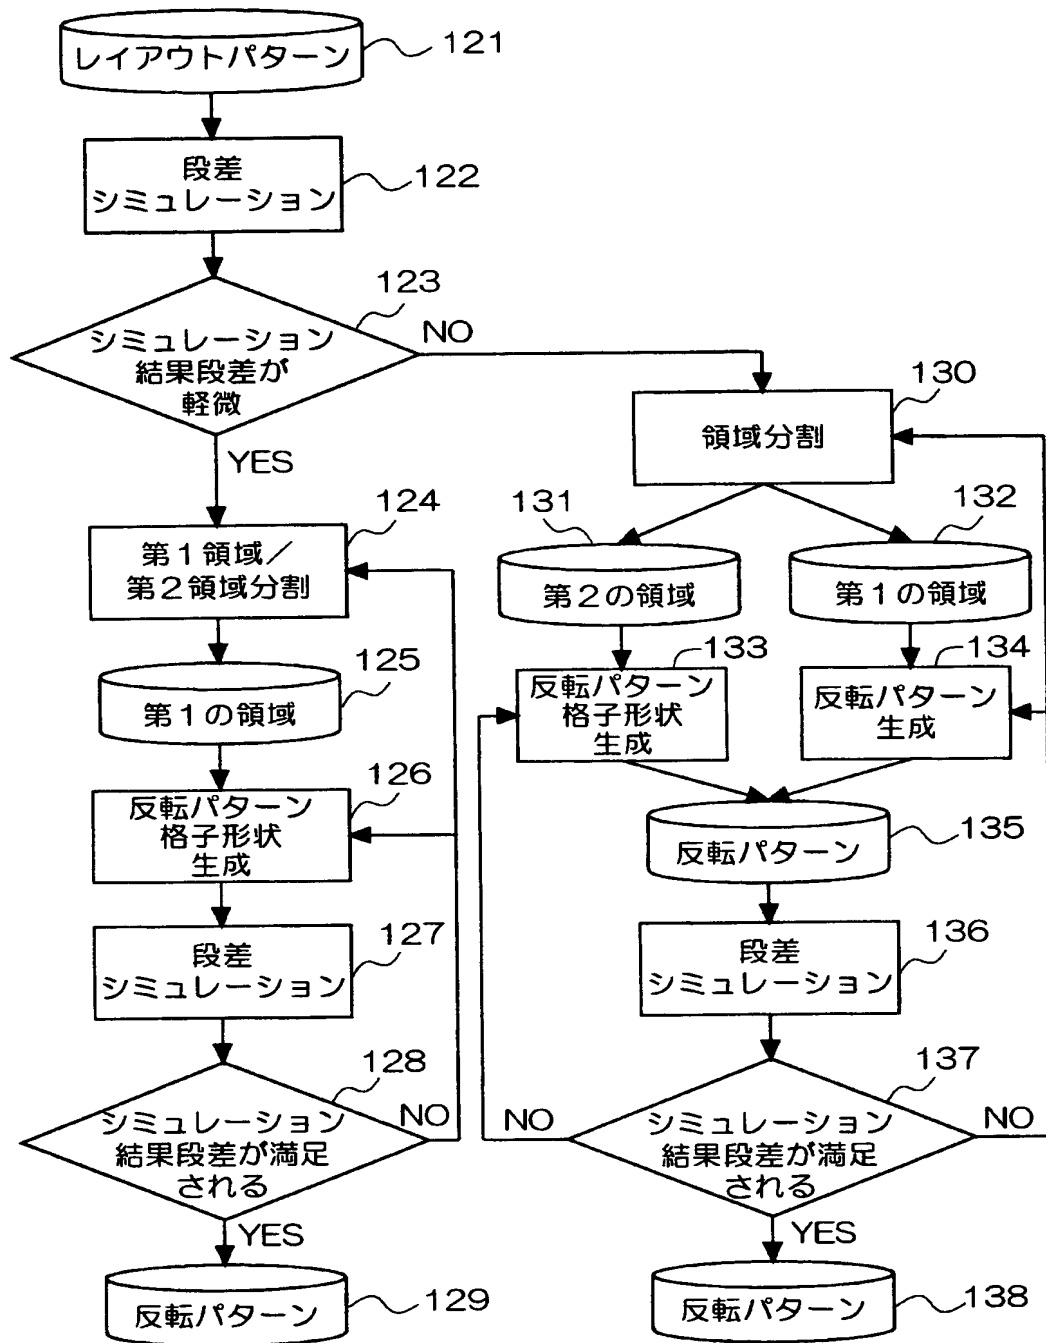 レイアウトパターン
121
段差
シミュレーション
122
123
シミュレーション
結果段差が
軽微
NO
YES
124
第1領域／
第2領域分割
125
第1の領域
126
反転パターン
格子形状
生成
127
段差
シミュレーション
128
シミュレーション
結果段差が満足
される
NO
YES
反転パターン
129
130
領域分割
131
132
第2の領域
第1の領域
133
134
反転パターン
格子形状
生成
反転パターン
生成
反転パターン
135
段差
シミュレーション
136
137
シミュレーション
結果段差が満足
される
NO
NO
YES
反転パターン
138